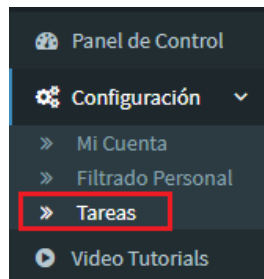 Panel de Control
Configuración
Mi Cuenta
Filtrado Personal
Tareas
Video Tutorials